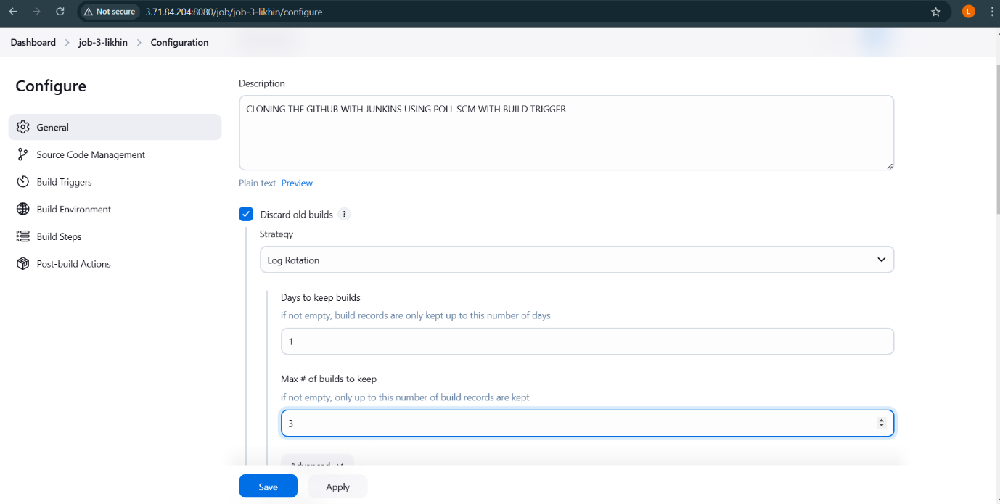 Not secure
3.71.84.204:8080/job/job-3-likhin/configure
L
Dashboard > job-3-likhin > Configuration
Configure
General
Source Code Management
Build Triggers
Build Environment
Build Steps
Post-build Actions
Description
CLONING THE GITHUB WITH JUNKINS USING POLL SCM WITH BUILD TRIGGER
Plain text Preview
Discard old builds ?
Strategy
Log Rotation
Days to keep builds
if not empty, build records are only kept up to this number of days
1
Max # of builds to keep
if not empty, only up to this number of build records are kept
3
Advanced
Save Apply